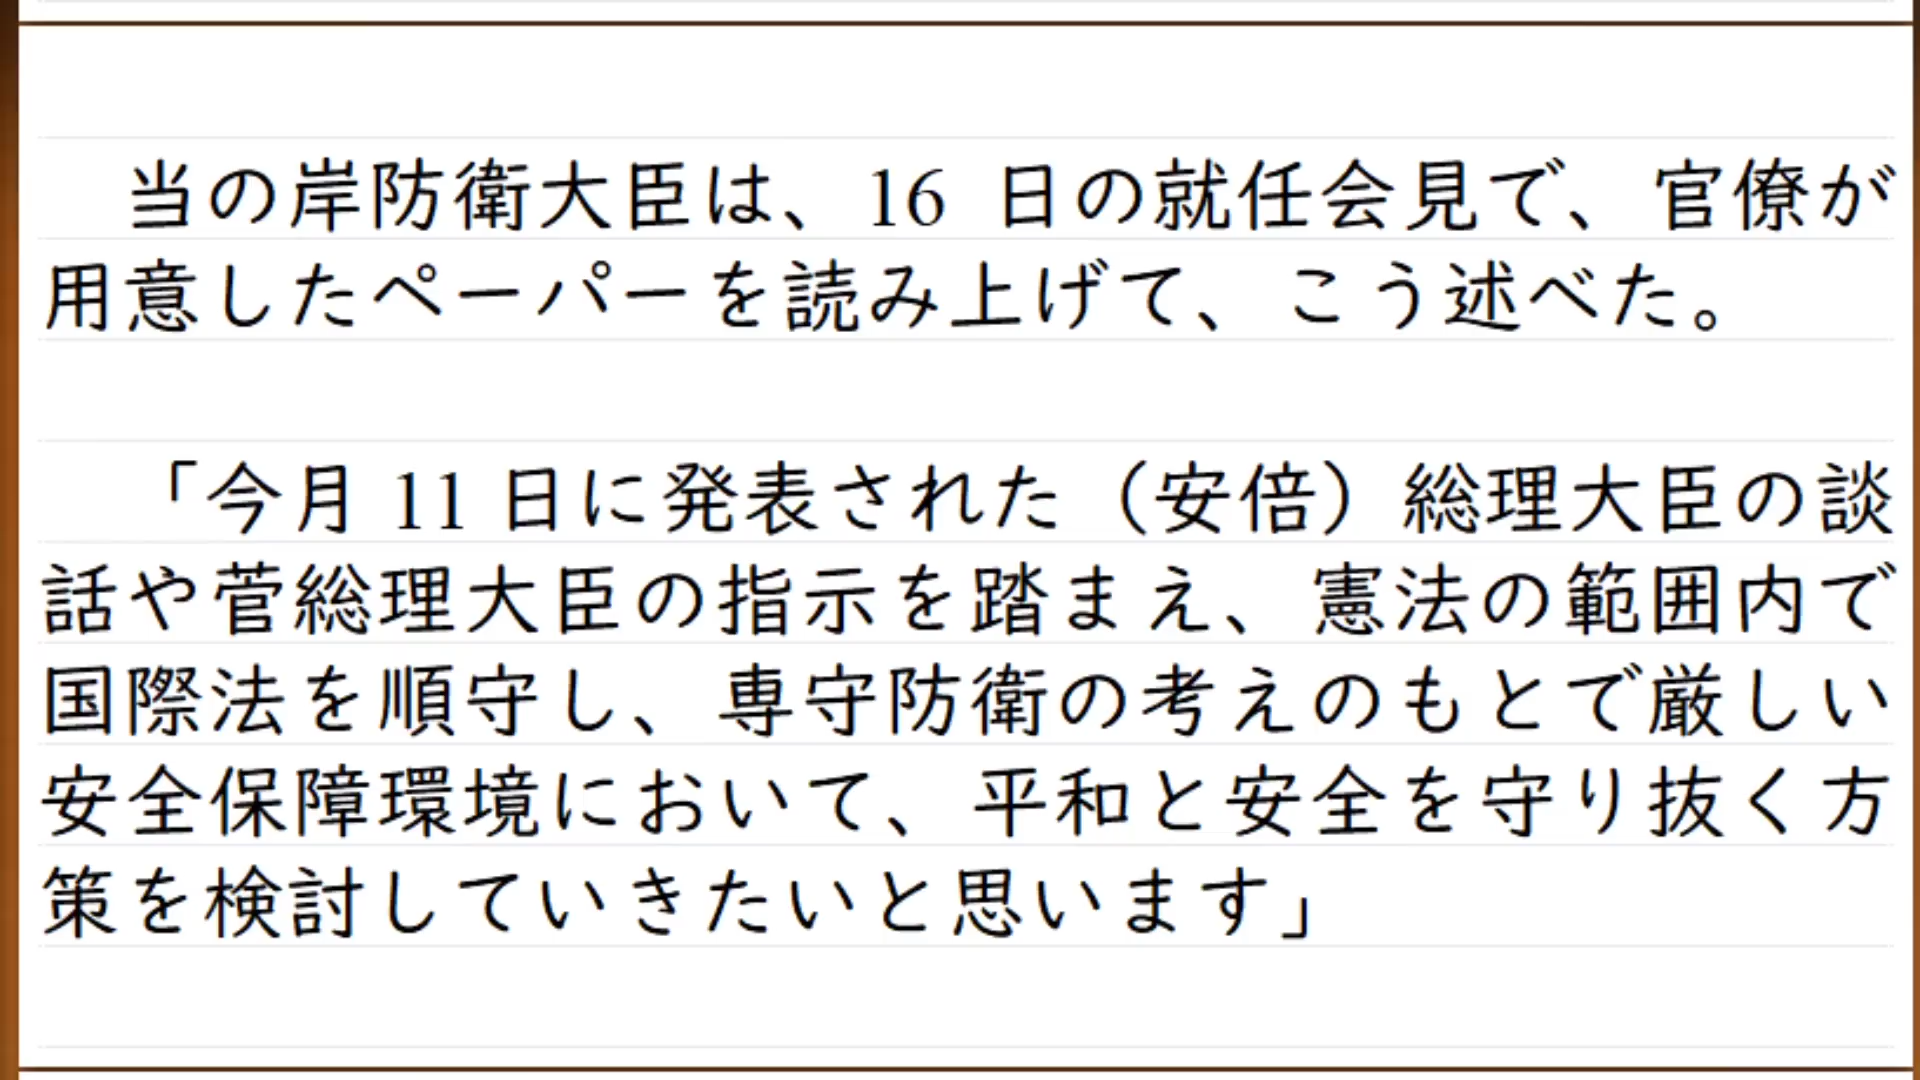 当の岸防衛大臣は、16 日の就任会見で、官僚が
用意したペーパーを読み上げて、こう述べた。
「今月 11 日に発表された（安倍）総理大臣の談
話や菅総理大臣の指示を踏まえ、憲法の範囲内で
国際法を順守し、専守防衛の考えのもとで厳しい
安全保障環境において、平和と安全を守り抜く方
策を検討していきたいと思います」